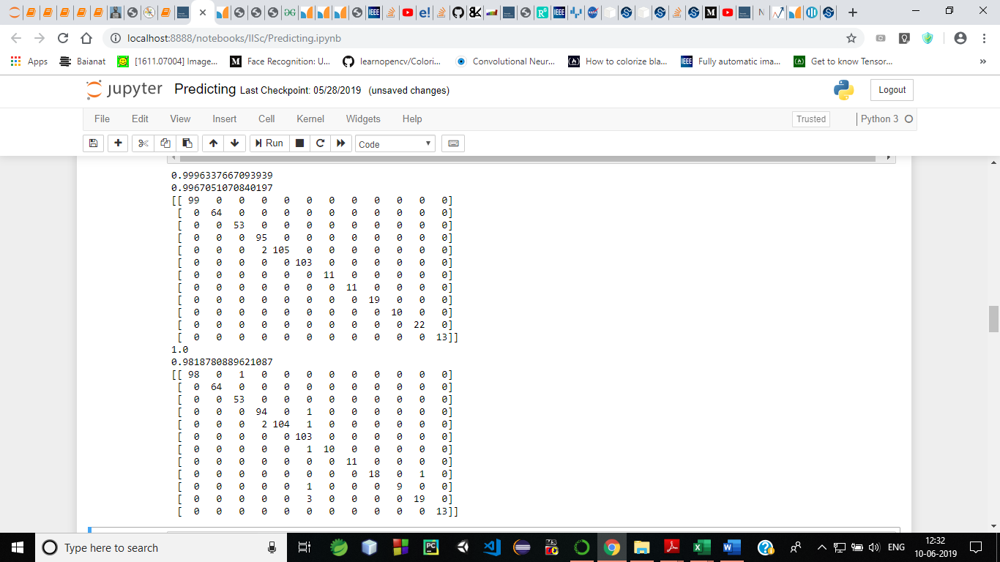 localhost:8888/notebooks/IISc/Predicting.ipynb
Apps Baianat [1611.07004] Image... Face Recognition: U... learnopencv/Colori... Convolutional Neur... How to colorize bla... Fully automatic ima... Get to know Tensor... »
jupyter Predicting Last Checkpoint: 05/28/2019 (unsaved changes) Logout
File Edit View Insert Cell Kernel Widgets Help Trusted Python 3
Run Code
0.9996337667093939
0.9967051070840197
[[ 99 0 0 0 0 0 0 0 0 0 0 0]
[ 0 64 0 0 0 0 0 0 0 0 0 0]
[ 0 0 53 0 0 0 0 0 0 0 0 0]
[ 0 0 0 95 0 0 0 0 0 0 0 0]
[ 0 0 0 2 105 0 0 0 0 0 0 0]
[ 0 0 0 0 0 103 0 0 0 0 0 0]
[ 0 0 0 0 0 0 11 0 0 0 0 0]
[ 0 0 0 0 0 0 0 11 0 0 0 0]
[ 0 0 0 0 0 0 0 0 19 0 0 0]
[ 0 0 0 0 0 0 0 0 0 10 0 0]
[ 0 0 0 0 0 0 0 0 0 0 22 0]
[ 0 0 0 0 0 0 0 0 0 0 0 13]]
1.0
0.9818780889621087
[[ 98 0 1 0 0 0 0 0 0 0 0 0]
[ 0 64 0 0 0 0 0 0 0 0 0 0]
[ 0 0 53 0 0 0 0 0 0 0 0 0]
[ 0 0 0 94 0 1 0 0 0 0 0 0]
[ 0 0 0 2 104 1 0 0 0 0 0 0]
[ 0 0 0 0 0 103 0 0 0 0 0 0]
[ 0 0 0 0 0 1 10 0 0 0 0 0]
[ 0 0 0 0 0 0 0 11 0 0 0 0]
[ 0 0 0 0 0 0 0 0 18 0 1 0]
[ 0 0 0 0 0 1 0 0 0 9 0 0]
[ 0 0 0 0 0 3 0 0 0 0 19 0]
[ 0 0 0 0 0 0 0 0 0 0 0 13]]
Type here to search ENG 12:32
10-06-2019